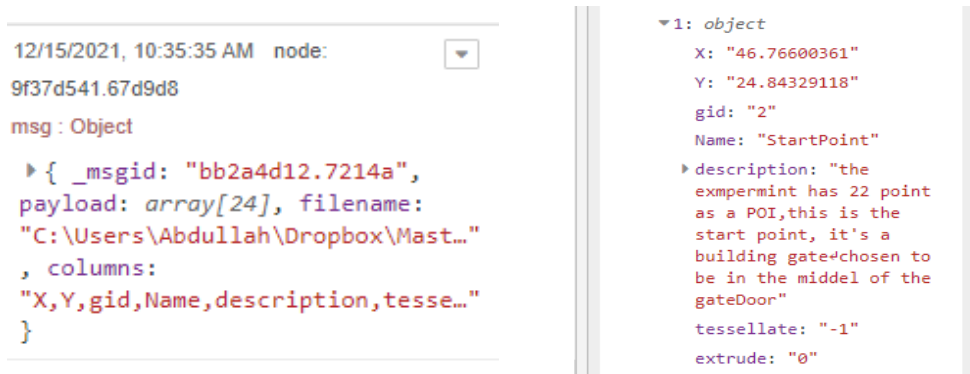 12/15/2021, 10:35:35 AM node:
9f37d541.67d9d8
msg : Object
{ _msgid: "bb2a4d12.7214a",
payload: array[24], filename:
"C:\Users\Abdullah\Dropbox\Mast…"
, columns:
"X,Y,gid,Name,description,tesse…"
}
1: object
X: "46.76600361"
Y: "24.84329118"
gid: "2"
Name: "StartPoint"
description: "the
exmpermint has 22 point
as a POI,this is the
start point, it's a
building gate↵chosen to
be in the middel of the
gateDoor"
tessellate: "-1"
extrude: "0"